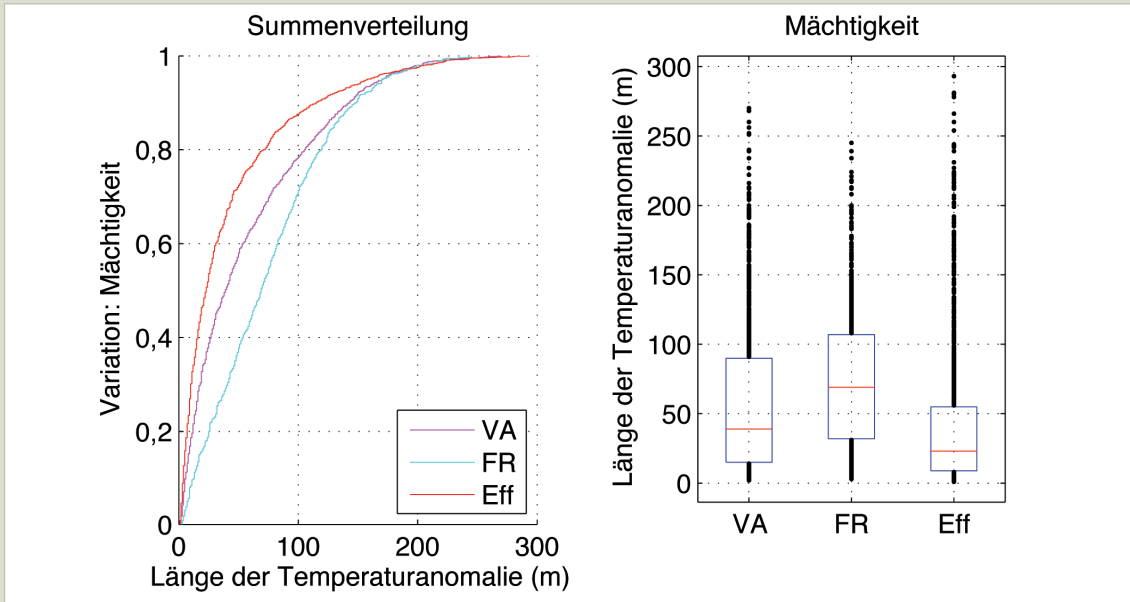 Summenverteilung
Variation: Mächtigkeit
1
0,8
0,6
0,4
0,2
0
0
100
200
300
Länge der Temperaturanomalie (m)
VA
FR
Eff
Mächtigkeit
Länge der Temperaturanomalie (m)
300
250
200
150
100
50
0
VA
FR
Eff